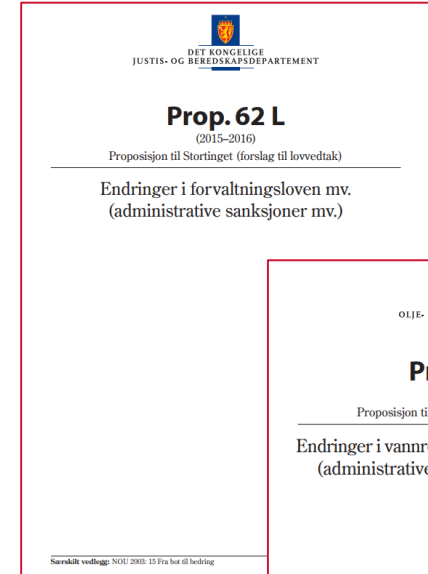 DET KONGELIGE
JUSTIS- OG BEREDSKAPSDEPARTEMENT
Prop. 62 L
(2015–2016)
Proposisjon til Stortinget (forslag til lovvedtak)
Endringer i forvaltningsloven mv.
(administrative sanksjoner mv.)
Særskilt vedlegg: NOU 2003: 15 Fra bot til bedring
OLJE-
Pr
Proposisjon ti
Endringer i vannre
(administrative